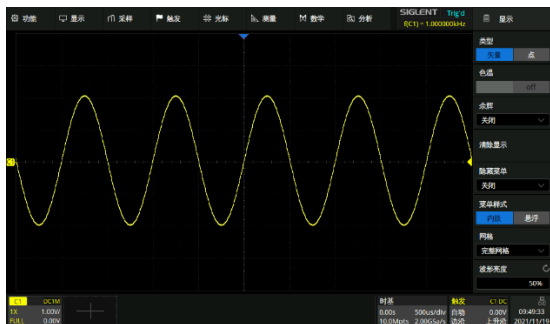 功能 显示 采样 触发 光标 测量 数学 分析 SIGLENT Trig'd
f(C1) = 1.000000kHz
显示
类型
矢量 点
色温
off
余辉
关闭
清除显示
隐藏菜单
关闭
菜单样式
内嵌 悬浮
网格
完整网格
波形亮度
50%
C1
C1 DC1M
1X 1.00V/
FULL 0.00V
时基
0.00s 500us/div
10.0Mpts 2.00GSa/s
触发 C1 DC
自动 0.00V
边沿 上升沿
09:49:33
2021/11/19